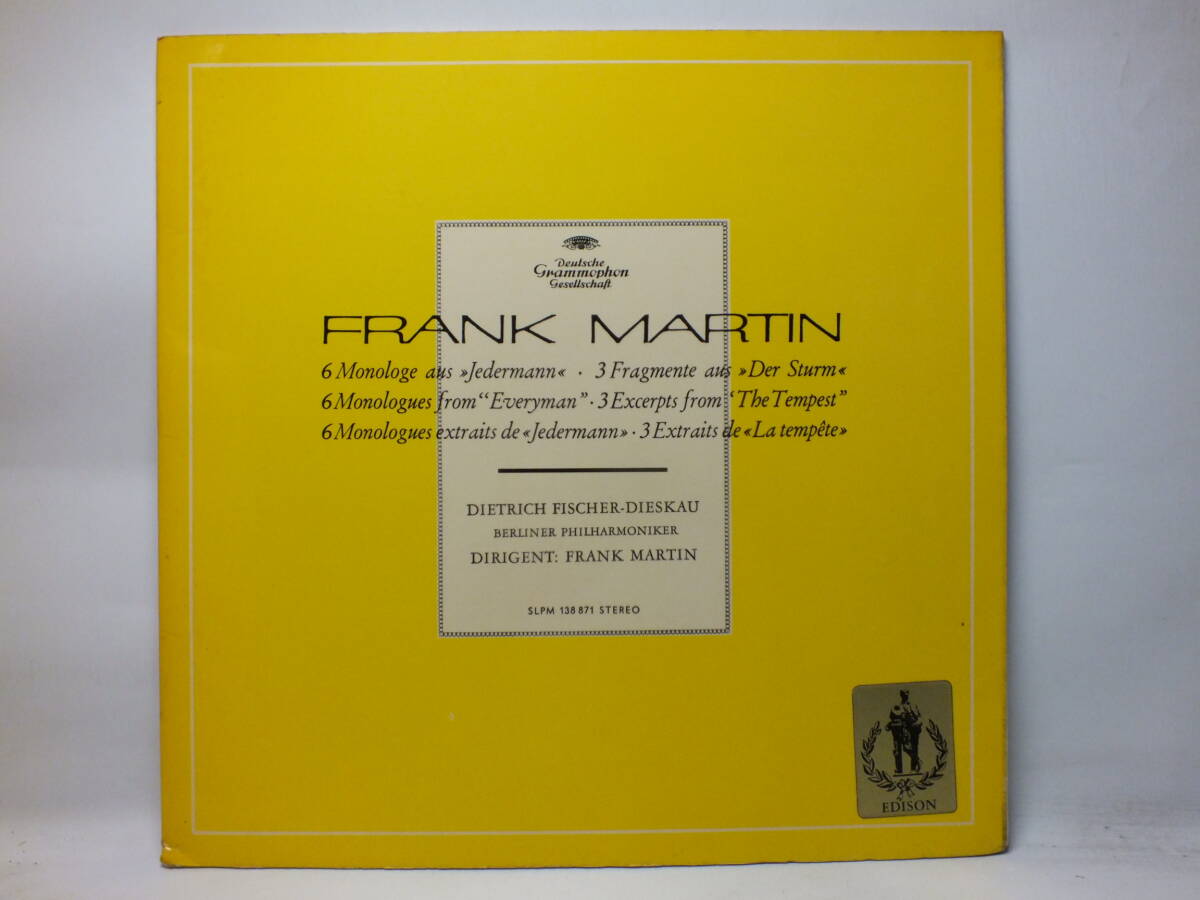 Deutsche
Grammophon
Gesellschaft
FRANK MARTIN
6 Monologe aus »Jedermann« · 3 Fragmente aus »Der Sturm«
6 Monologues from “Everyman” · 3 Excerpts from ‘The Tempest”
6 Monologues extraits de «Jedermann» · 3 Extraits de «La tempête»
DIETRICH FISCHER-DIESKAU
BERLINER PHILHARMONIKER
DIRIGENT: FRANK MARTIN
SLPM 138 871 STEREO
EDISON